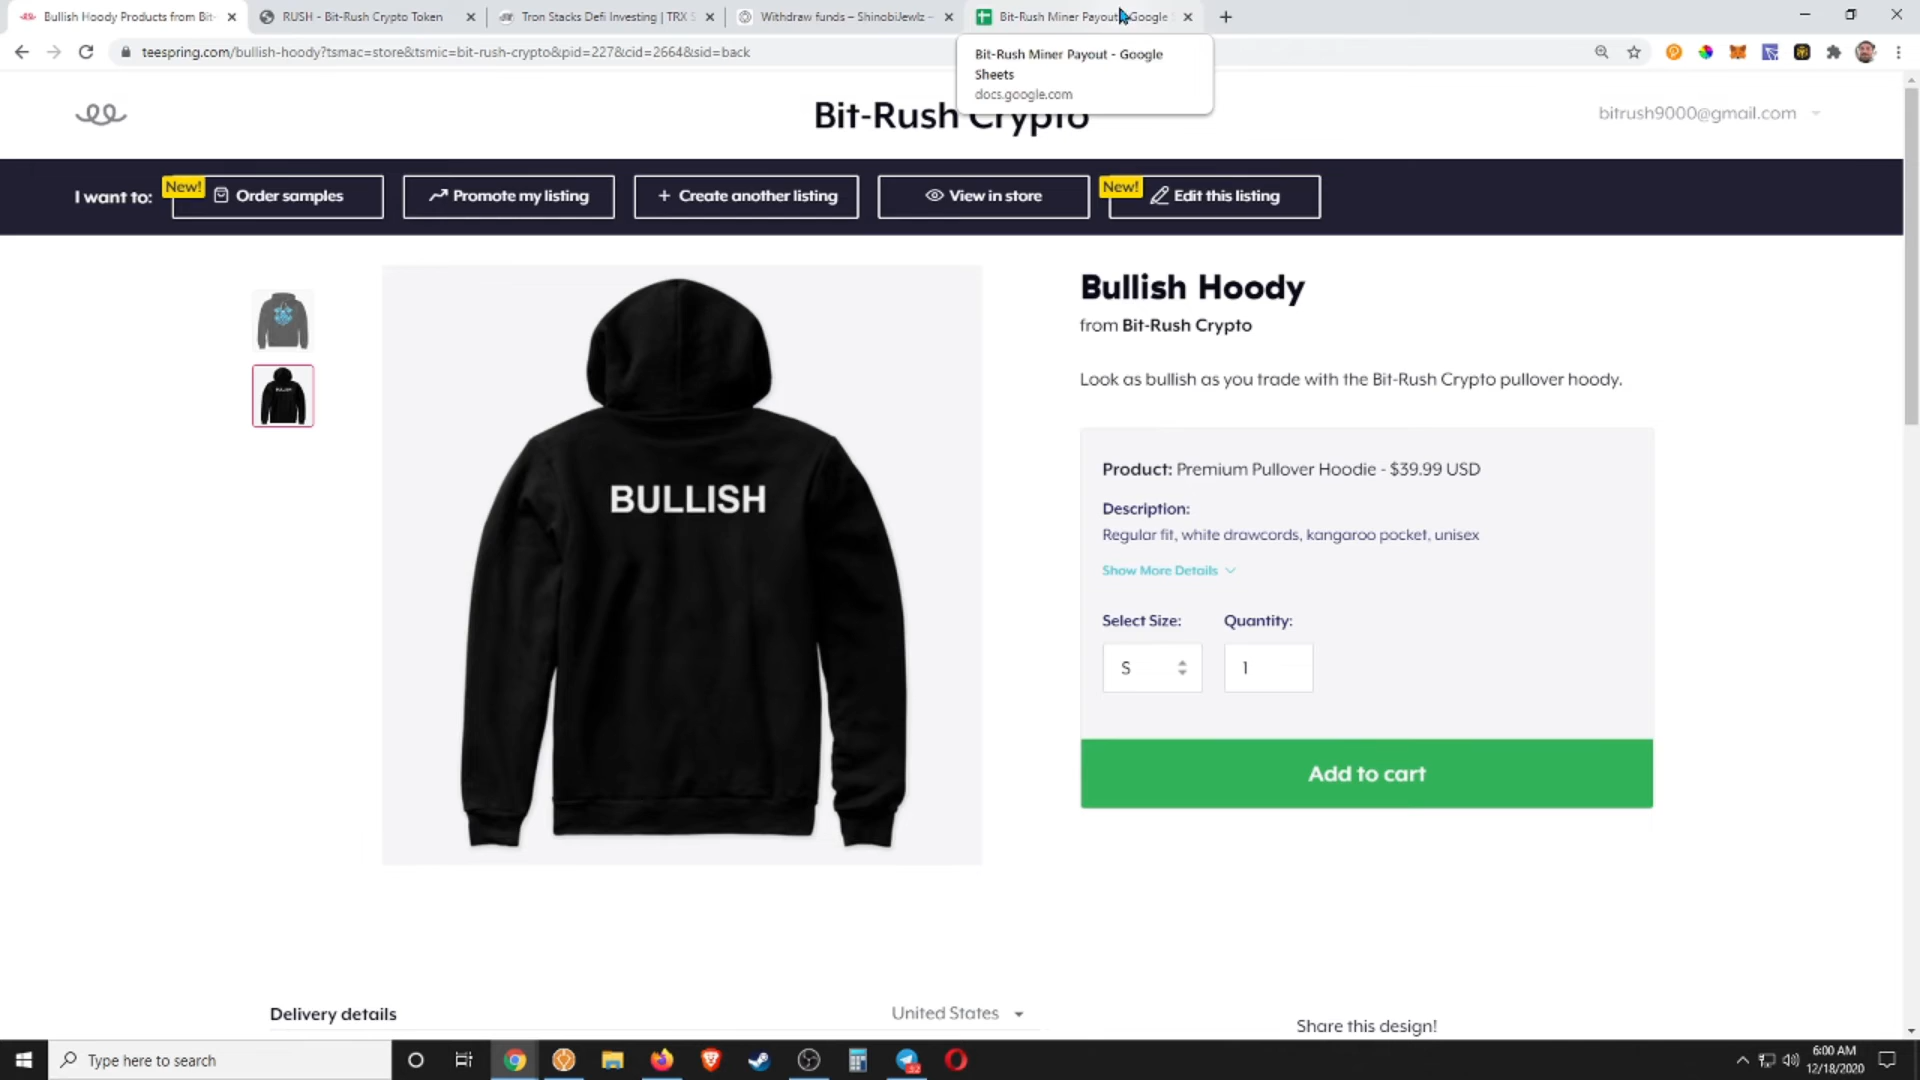 Bullish Hoody Products from Bit-
RUSH - Bit-Rush Crypto Token
Tron Stacks Defi Investing | TRX S
Withdraw funds – ShinobiJewlz –
Bit-Rush Miner Payout - Google
teespring.com/bullish-hoody?tsmac=store&tsmic=bit-rush-crypto&pid=227&cid=2664&sid=back
Bit-Rush Miner Payout - Google
Sheets
docs.google.com
Bit-Rush Crypto
bitrush9000@gmail.com
I want to:
New!
Order samples
Promote my listing
+ Create another listing
View in store
New!
Edit this listing
BULLISH
Bullish Hoody
from Bit-Rush Crypto
Look as bullish as you trade with the Bit-Rush Crypto pullover hoody.
Product: Premium Pullover Hoodie - $39.99 USD
Description:
Regular fit, white drawcords, kangaroo pocket, unisex
Show More Details
Select Size:
Quantity:
S
1
Add to cart
Delivery details
United States
Share this design!
Type here to search
6:00 AM
12/18/2020